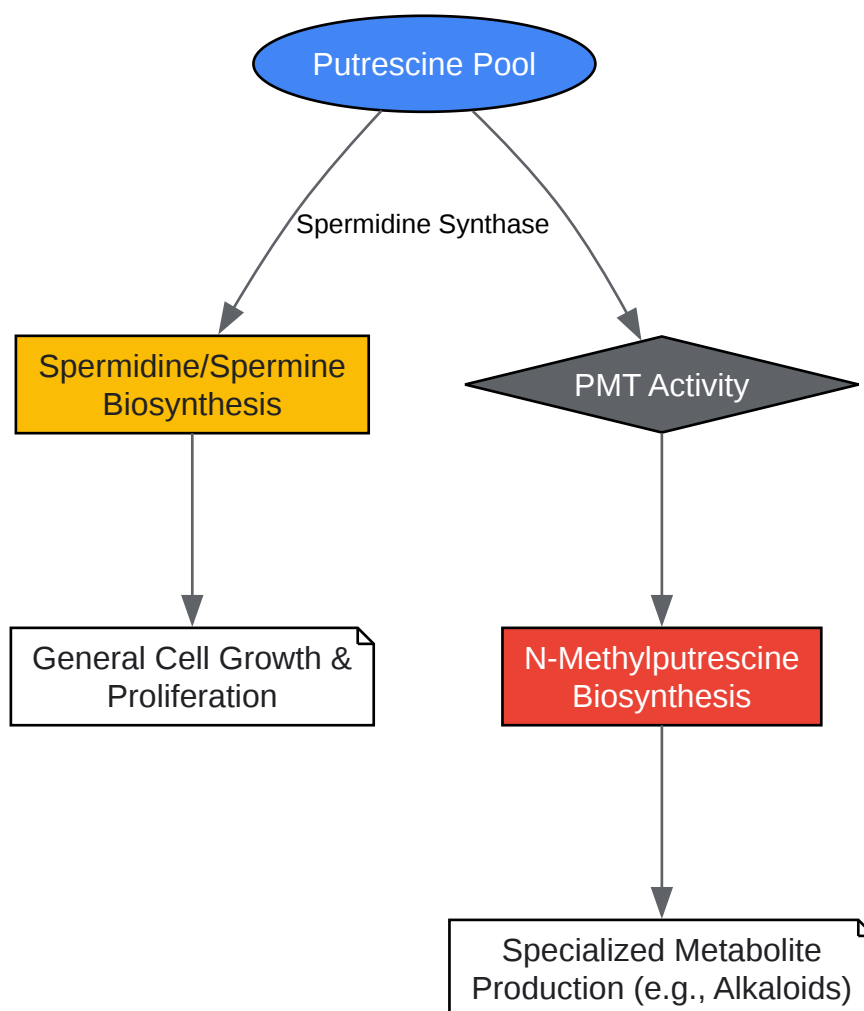 Putrescine Pool
Spermidine Synthase
Spermidine/Spermine
Biosynthesis
PMT Activity
General Cell Growth &
Proliferation
N-Methylputrescine
Biosynthesis
Specialized Metabolite
Production (e.g., Alkaloids)